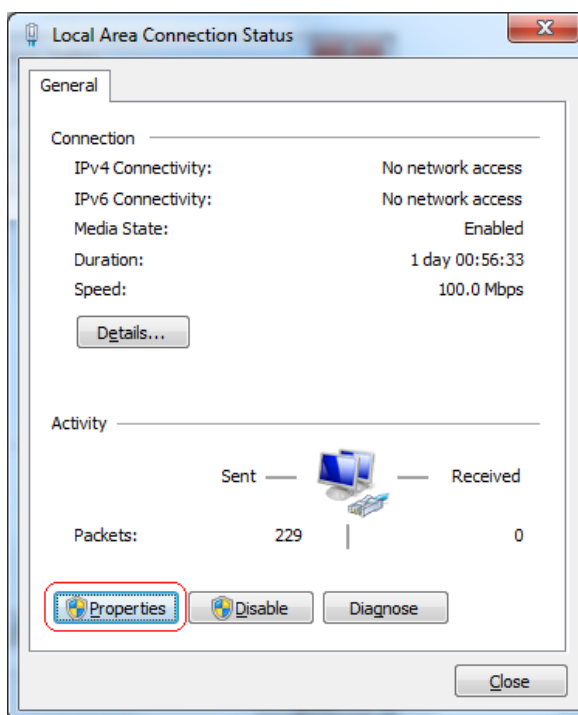 Local Area Connection Status
General
Connection
IPv4 Connectivity: No network access
IPv6 Connectivity: No network access
Media State: Enabled
Duration: 1 day 00:56:33
Speed: 100.0 Mbps
Details...
Activity
Sent Received
Packets: 229 0
Properties Disable Diagnose
Close